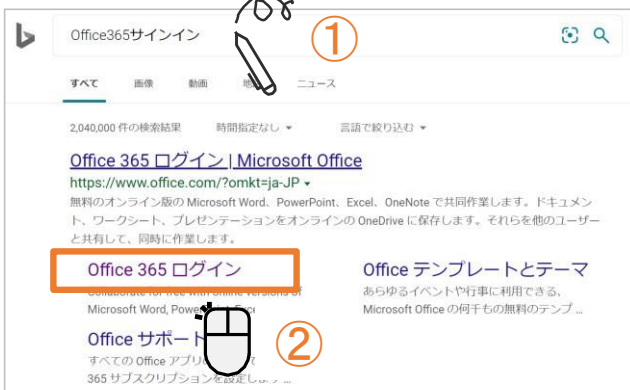 Office365サインイン
①
すべて 画像 動画 ニュース
2,040,000 件の検索結果 時間指定なし 言語で絞り込む
Office 365 ログイン | Microsoft Office
https://www.office.com/?omkt=ja-JP
無料のオンライン版の Microsoft Word、PowerPoint、Excel、OneNote で共同作業します。ドキュメン
ト、ワークシート、プレゼンテーションをオンラインの OneDrive に保存します。それらを他のユーザー
と共有して、同時に作業します。
Office 365 ログイン
Collaborate for free with online versions of
Microsoft Word,
Office テンプレートとテーマ
あらゆるイベントや行事に利用できる、
Microsoft Office の何千もの無料のテンプ ...
Office サポート
すべての Office
365 サブスクリプションを設定
②